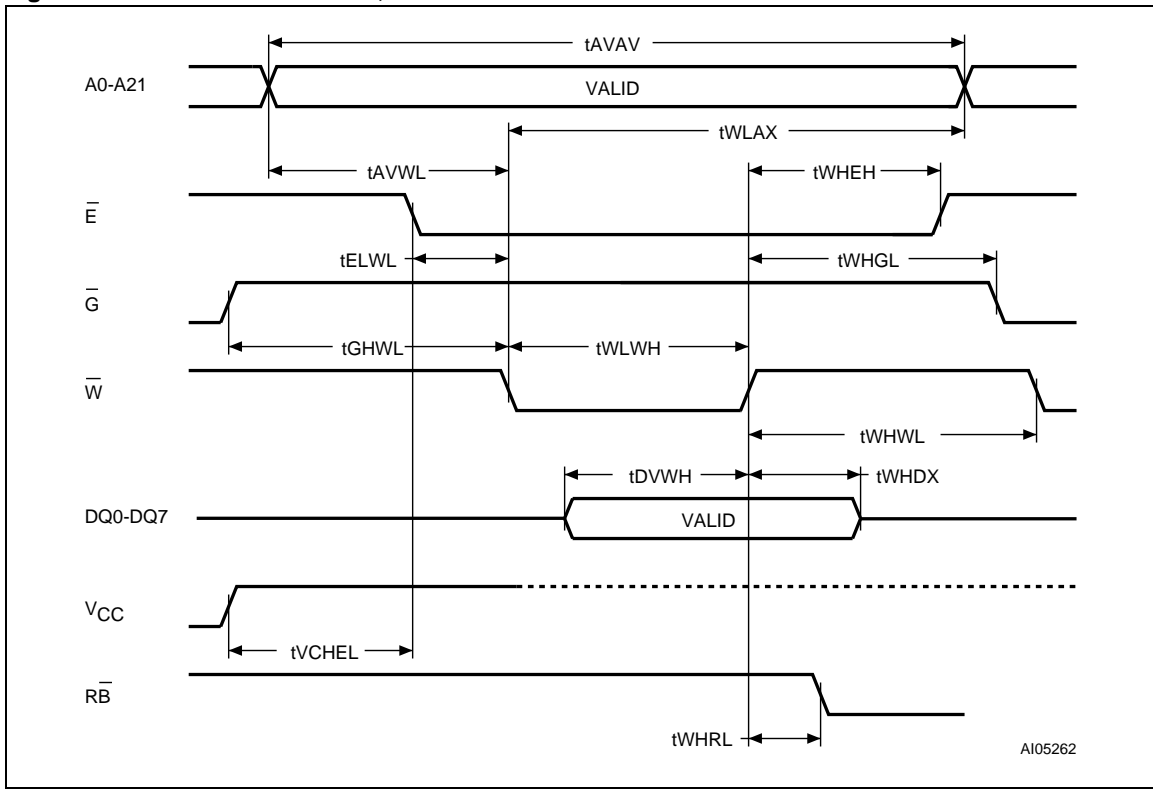 tAVAV
A0-A21
VALID
tWLAX
tAVWL
tWHEH
E̅
tELWL
tWHGL
G̅
tGHWL
tWLWH
W̅
tWHWL
tDVWH
tWHDX
DQ0-DQ7
VALID
VCC
tVCHEL
RB̅
tWHRL
AI05262